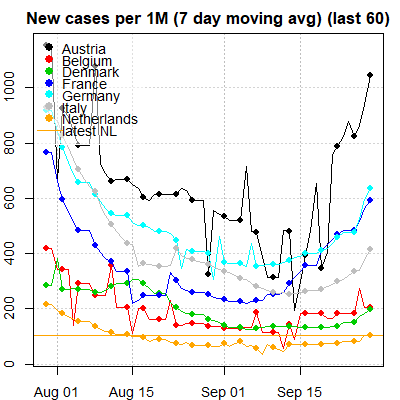 New cases per 1M (7 day moving avg) (last 60)
Austria
Belgium
Denmark
France
Germany
Italy
Netherlands
latest NL
1000
800
600
400
200
0
Aug 01 Aug 15 Sep 01 Sep 15